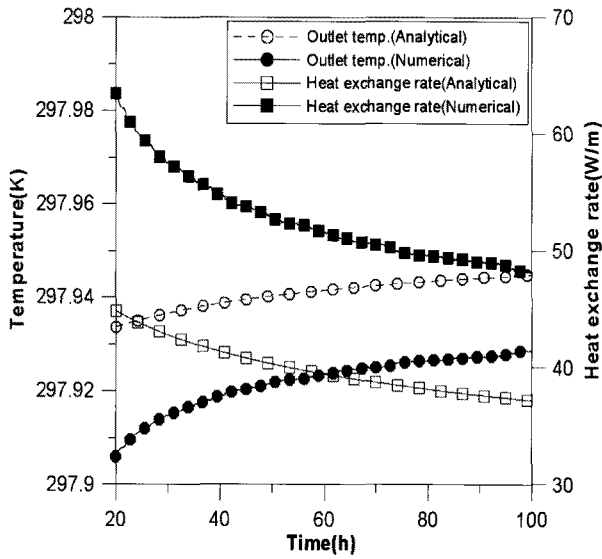 298
297.98
297.96
297.94
297.92
297.9
Temperature(K)
70
60
50
40
30
Heat exchange rate(W/m)
Outlet temp.(Analytical)
Outlet temp.(Numerical)
Heat exchange rate(Analytical)
Heat exchange rate(Numerical)
20
40
60
80
100
Time(h)